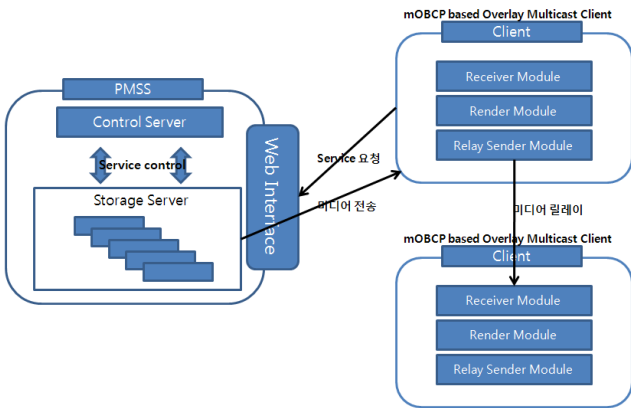 mOBCP based Overlay Multicast Client
Client
Receiver Module
Render Module
Relay Sender Module
PMSS
Control Server
Service control
Storage Server
Web Interface
Service 요청
미디어 전송
미디어 릴레이
mOBCP based Overlay Multicast Client
Client
Receiver Module
Render Module
Relay Sender Module